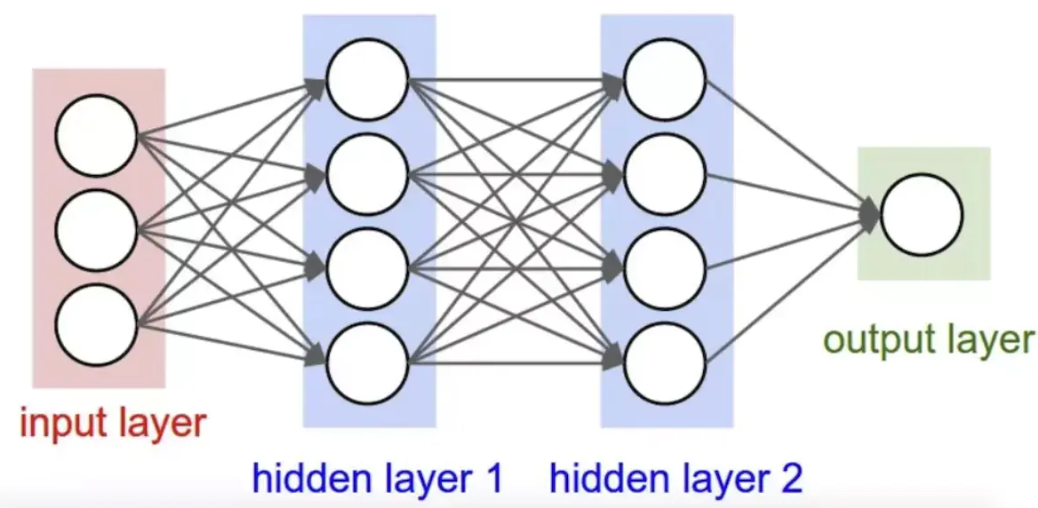 input layer
hidden layer 1
hidden layer 2
output layer